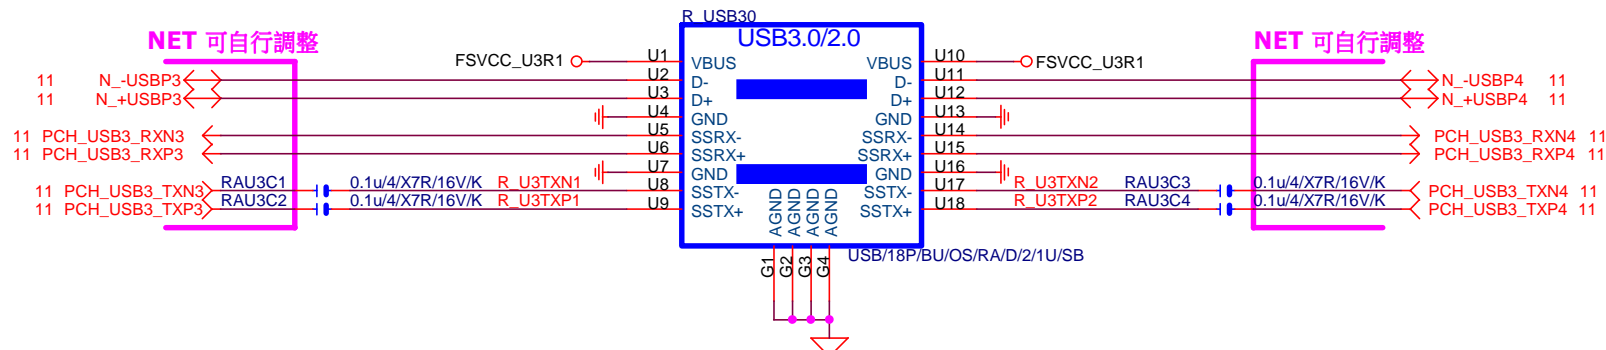 R_USB30
NET 可自行調整
USB3.0/2.0
NET 可自行調整
FSVCC_U3R1 U1 VBUS VBUS U10 FSVCC_U3R1
11 N_-USBP3 U2 D- D- U11 N_-USBP4 11
11 N_+USBP3 U3 D+ D+ U12 N_+USBP4 11
U4 GND GND U13
11 PCH_USB3_RXN3 U5 SSRX- SSRX- U14 PCH_USB3_RXN4 11
11 PCH_USB3_RXP3 U6 SSRX+ SSRX+ U15 PCH_USB3_RXP4 11
U7 GND GND U16
11 PCH_USB3_TXN3 RAU3C1 0.1u/4/X7R/16V/K R_U3TXN1 U8 SSTX- SSTX- U17 R_U3TXN2 RAU3C3 0.1u/4/X7R/16V/K PCH_USB3_TXN4 11
11 PCH_USB3_TXP3 RAU3C2 0.1u/4/X7R/16V/K R_U3TXP1 U9 SSTX+ SSTX+ U18 R_U3TXP2 RAU3C4 0.1u/4/X7R/16V/K PCH_USB3_TXP4 11
AGND AGND AGND AGND
USB/18P/BU/OS/RA/D/2/1U/SB
G1 G2 G3 G4